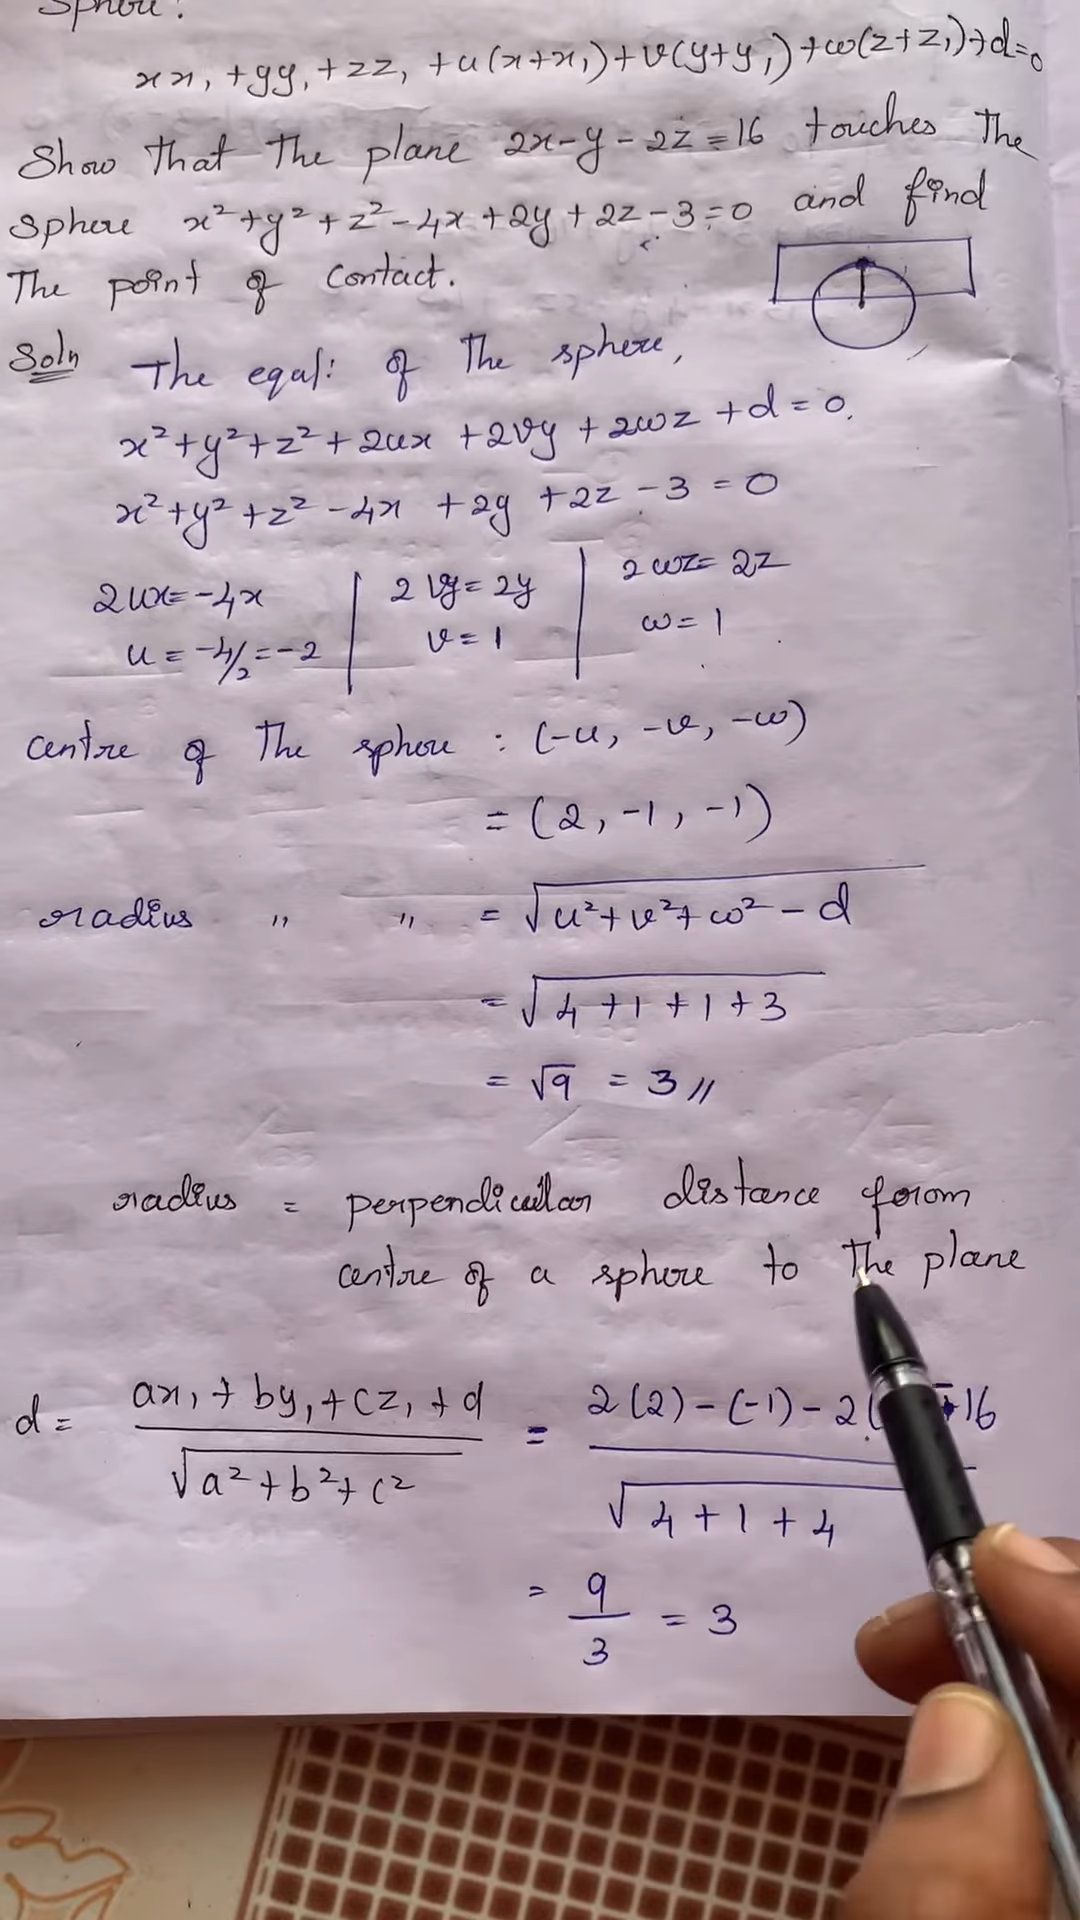 Sphere:
xx₁ + yy₁ + zz₁ + u(x+x₁) + v(y+y₁) + w(z+z₁) + d = 0
Show that the plane 2x - y - 2z = 16 touches the
sphere x² + y² + z² - 4x + 2y + 2z - 3 = 0 and find
the point of contact.
Soln The equa: of the sphere,
x² + y² + z² + 2ux + 2vy + 2wz + d = 0.
x² + y² + z² - 4x + 2y + 2z - 3 = 0
2ux = -4x | 2vy = 2y | 2wz = 2z
u = -4/2 = -2 | v = 1 | w = 1
centre of the sphere : (-u, -v, -w)
= (2, -1, -1)
radius " " = √(u² + v² + w² - d)
= √(4 + 1 + 1 + 3)
= √9 = 3 //
radius = perpendicular distance from
centre of a sphere to the plane
d = (ax₁ + by₁ + cz₁ + d) / √(a² + b² + c²) = (2(2) - (-1) - 2( - 16) / √(4 + 1 + 4)
= 9/3 = 3